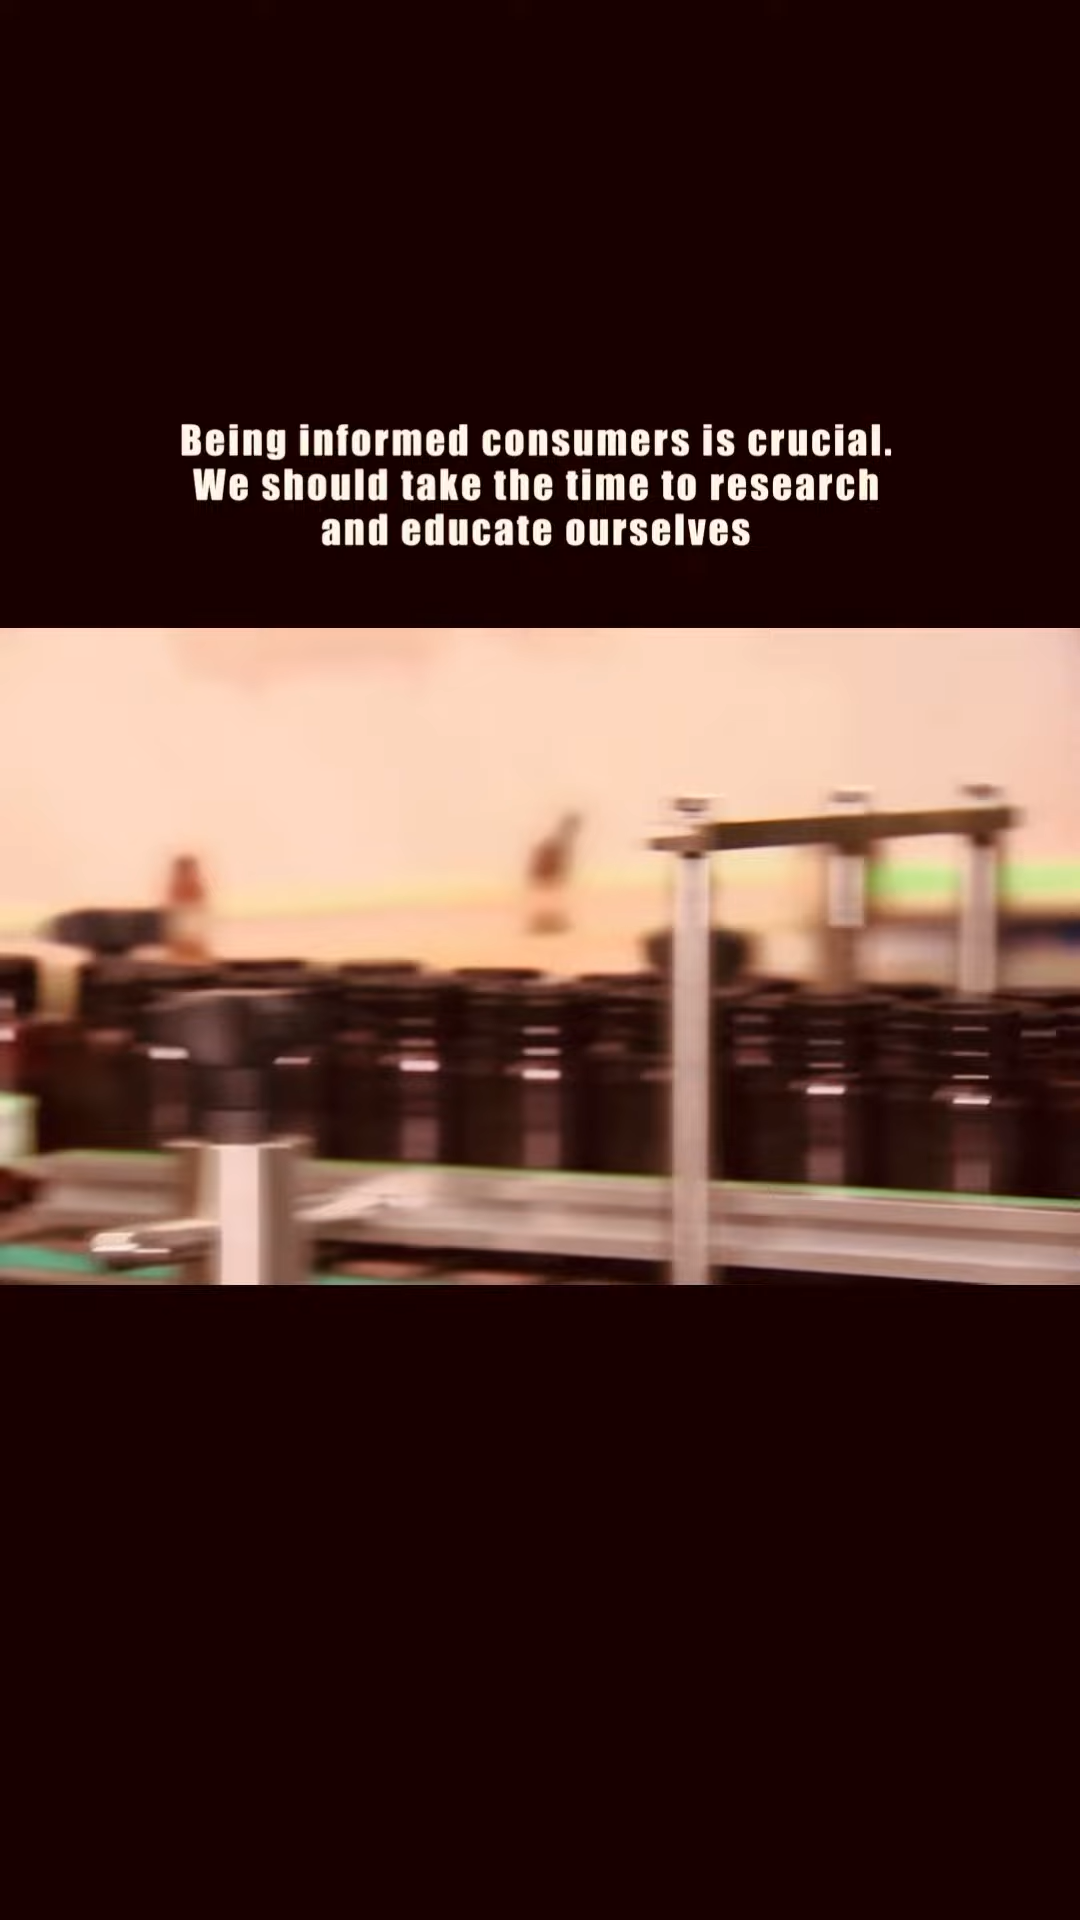 Being informed consumers is crucial.
We should take the time to research
and educate ourselves